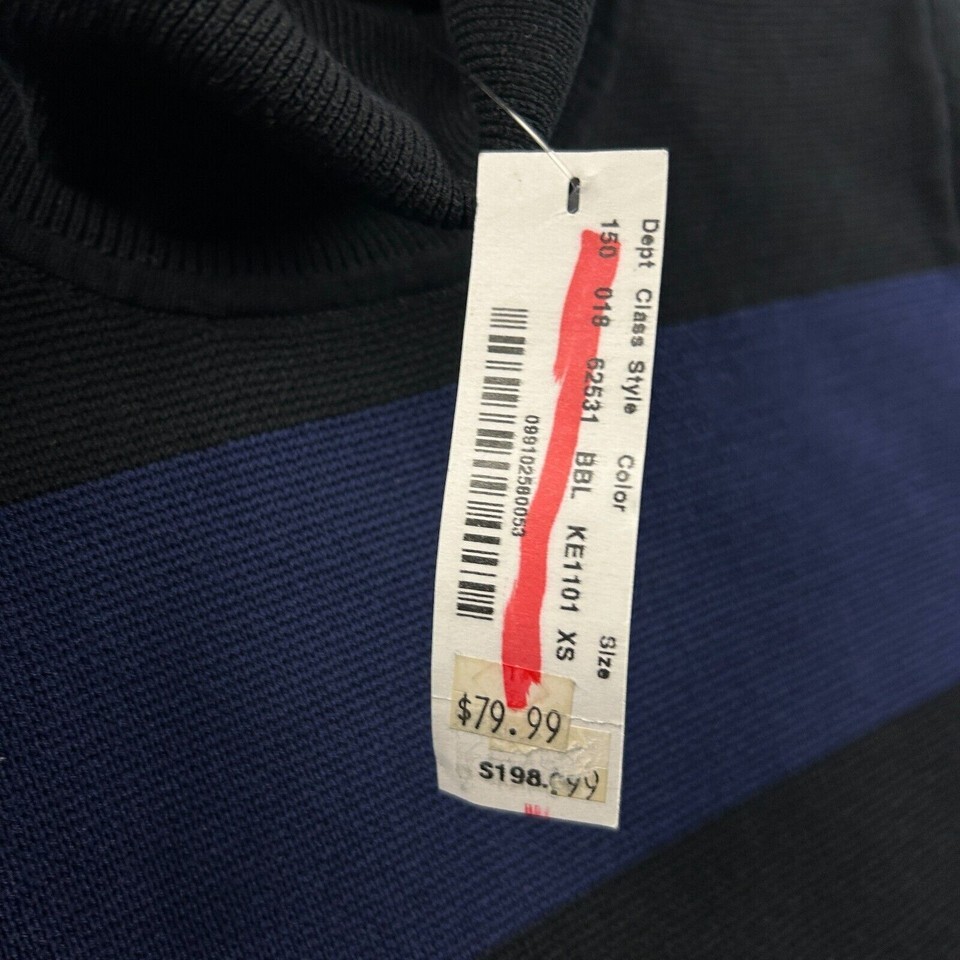 Dept Class Style Color Size
150 018 62531 BBL KE1101 XS
099102580053
$79.99
$198.
99